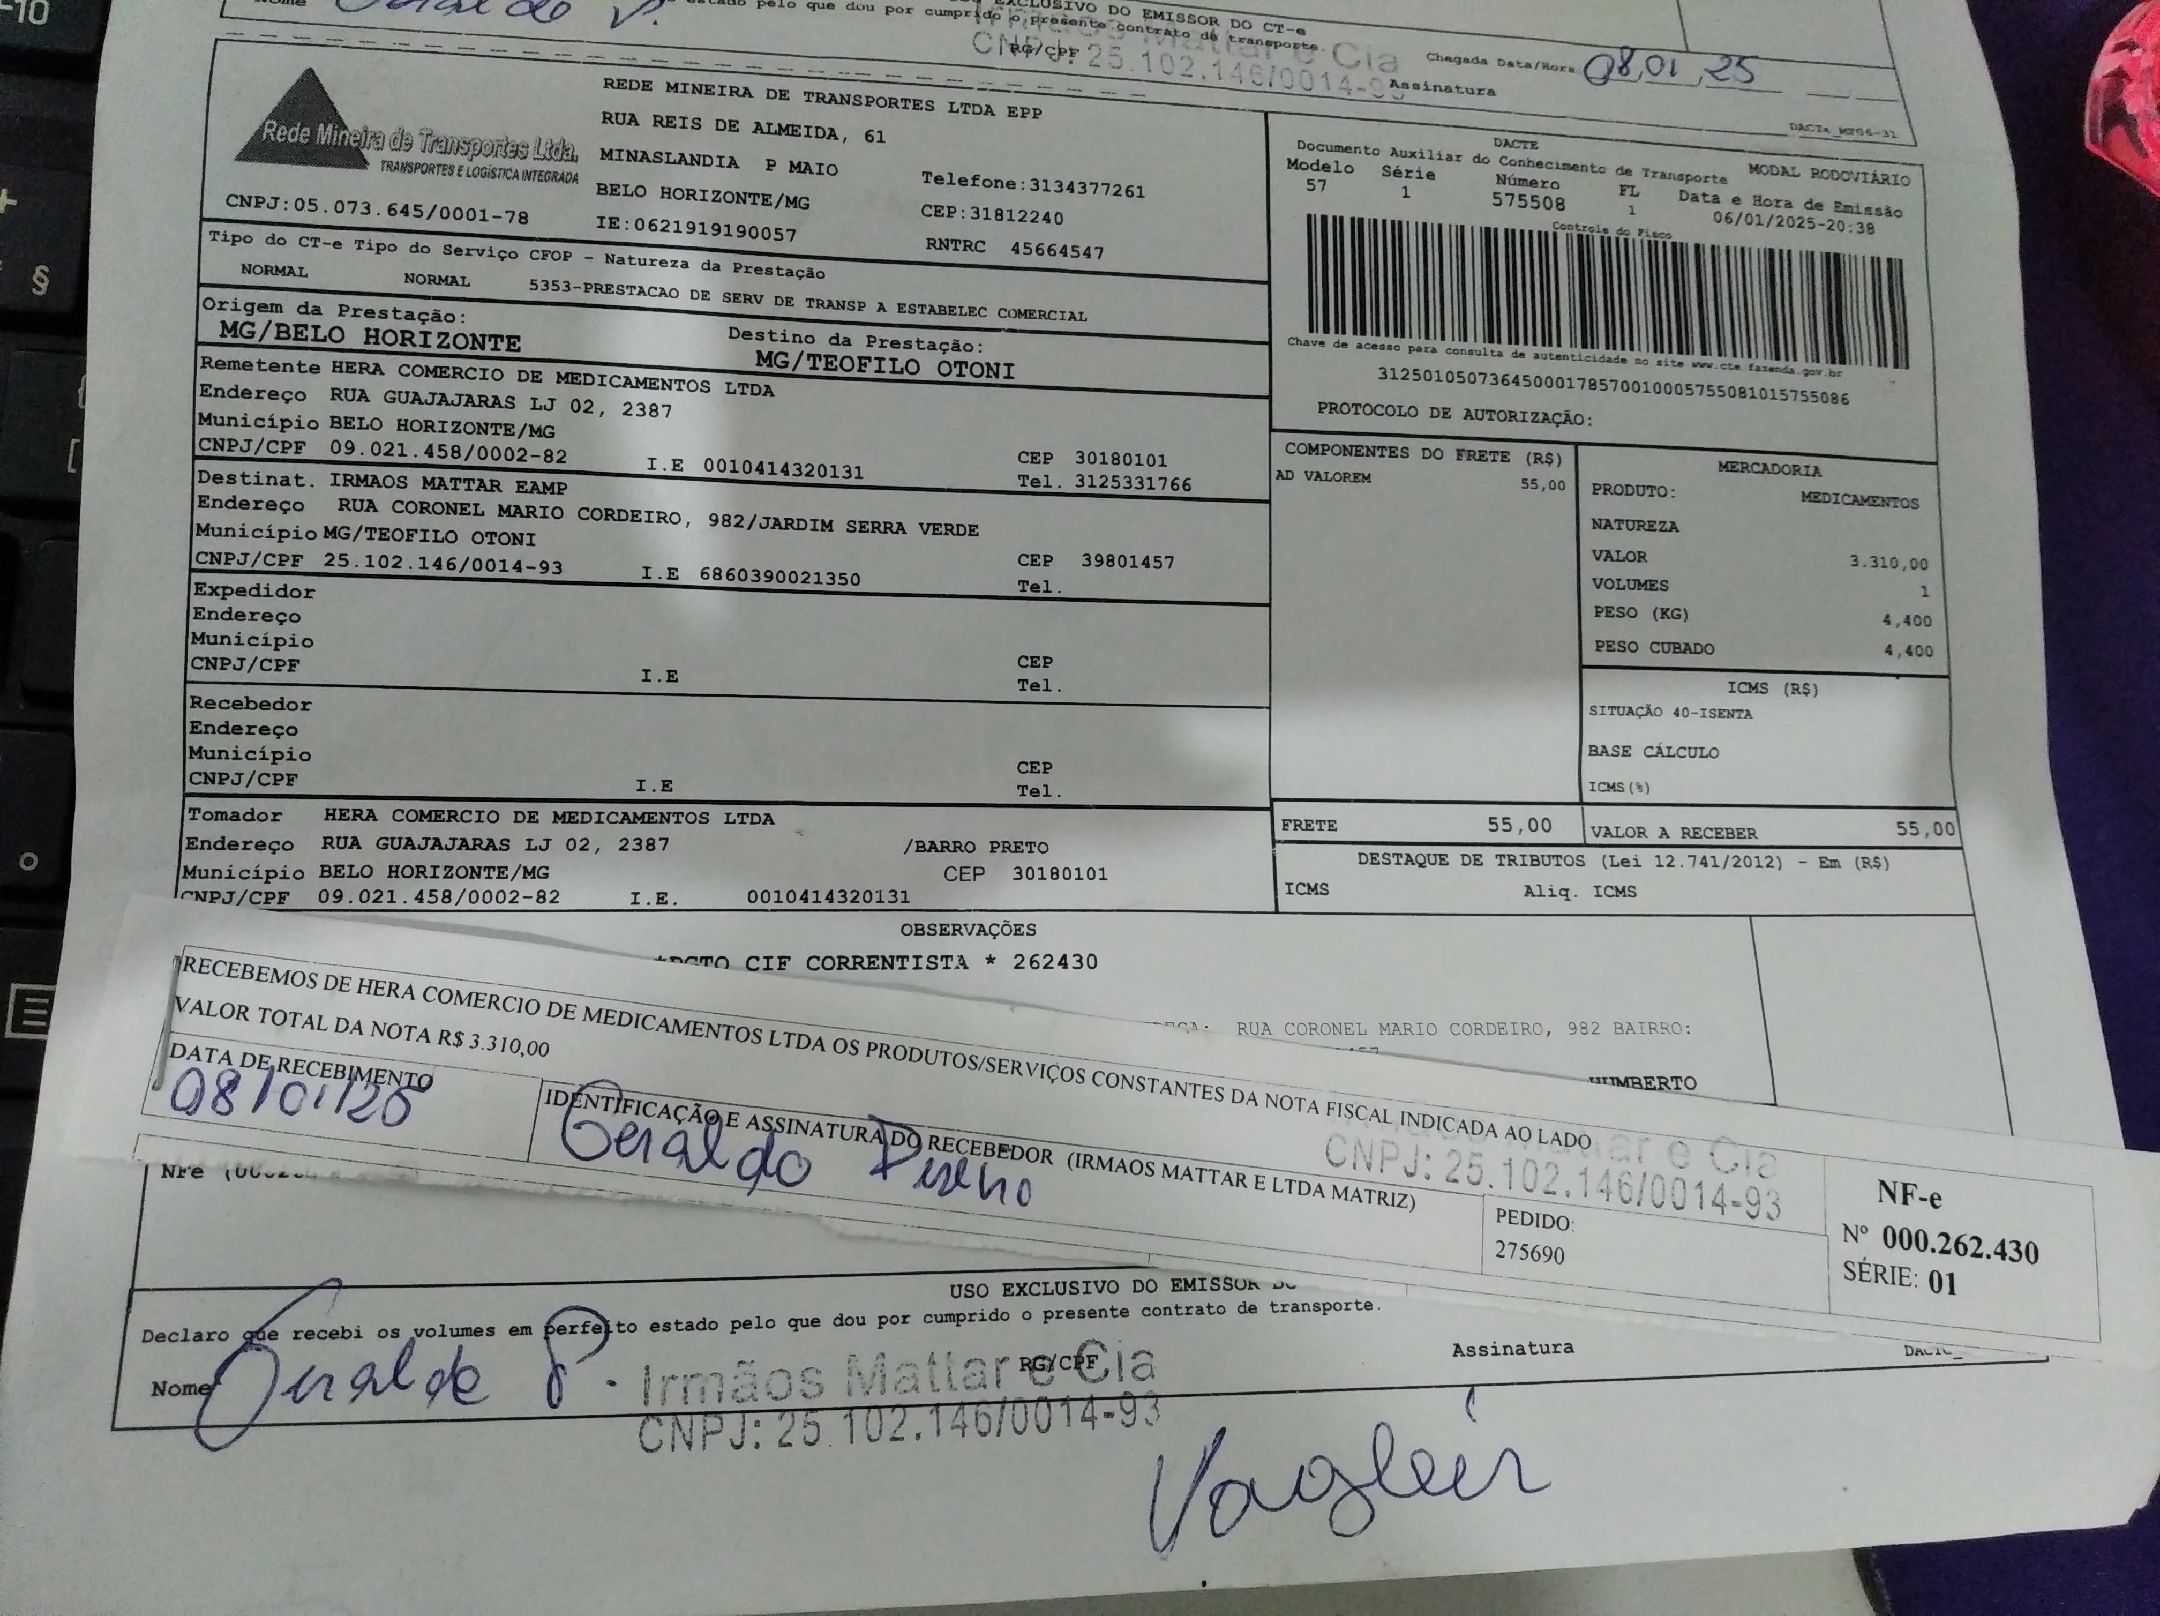 F10
Nome Geraldo P.
EXCLUSIVO DO EMISSOR DO CT-e
estado pelo que dou por cumprido o presente contrato de transporte.
RG/CPF
Irmãos Mattar e Cia
CNPJ: 25.102.146/0014-93
Assinatura
Chegada Data/Hora 08,01,25
Rede Mineira de Transportes Ltda.
TRANSPORTES E LOGÍSTICA INTEGRADA
CNPJ:05.073.645/0001-78
REDE MINEIRA DE TRANSPORTES LTDA EPP
RUA REIS DE ALMEIDA, 61
MINASLANDIA P MAIO
Telefone:3134377261
BELO HORIZONTE/MG
CEP:31812240
IE:0621919190057
RNTRC 45664547
DACTE
Documento Auxiliar do Conhecimento de Transporte
MODAL RODOVIÁRIO
Modelo Série Número FL Data e Hora de Emissão
57 1 575508 1 06/01/2025-20:38
Controle do Fisco
Chave de acesso para consulta de autenticidade no site www.cte.fazenda.gov.br
31250105073645000178570010005755081015755086
PROTOCOLO DE AUTORIZAÇÃO:
Tipo do CT-e Tipo do Serviço CFOP - Natureza da Prestação
NORMAL NORMAL 5353-PRESTACAO DE SERV DE TRANSP A ESTABELEC COMERCIAL
Origem da Prestação:
MG/BELO HORIZONTE
Destino da Prestação:
MG/TEOFILO OTONI
Remetente HERA COMERCIO DE MEDICAMENTOS LTDA
Endereço RUA GUAJAJARAS LJ 02, 2387
Município BELO HORIZONTE/MG
CEP 30180101
CNPJ/CPF 09.021.458/0002-82 I.E 0010414320131
Tel. 3125331766
Destinat. IRMAOS MATTAR EAMP
Endereço RUA CORONEL MARIO CORDEIRO, 982/JARDIM SERRA VERDE
Município MG/TEOFILO OTONI
CEP 39801457
CNPJ/CPF 25.102.146/0014-93 I.E 6860390021350
Tel.
Expedidor
Endereço
Município
CEP
CNPJ/CPF I.E
Tel.
Recebedor
Endereço
Município
CEP
CNPJ/CPF I.E
Tel.
Tomador HERA COMERCIO DE MEDICAMENTOS LTDA
Endereço RUA GUAJAJARAS LJ 02, 2387 /BARRO PRETO
Município BELO HORIZONTE/MG CEP 30180101
CNPJ/CPF 09.021.458/0002-82 I.E. 0010414320131
COMPONENTES DO FRETE (R$)
AD VALOREM 55,00
MERCADORIA
PRODUTO: MEDICAMENTOS
NATUREZA
VALOR 3.310,00
VOLUMES 1
PESO (KG) 4,400
PESO CUBADO 4,400
ICMS (R$)
SITUAÇÃO 40-ISENTA
BASE CÁLCULO
ICMS(%)
FRETE 55,00
VALOR A RECEBER 55,00
DESTAQUE DE TRIBUTOS (Lei 12.741/2012) - Em (R$)
ICMS Aliq. ICMS
OBSERVAÇÕES
CIF CORRENTISTA * 262430
RUA CORONEL MARIO CORDEIRO, 982 BAIRRO:
HUMBERTO
RECEBEMOS DE HERA COMERCIO DE MEDICAMENTOS LTDA OS PRODUTOS/SERVIÇOS CONSTANTES DA NOTA FISCAL INDICADA AO LADO
VALOR TOTAL DA NOTA R$ 3.310,00
DATA DE RECEBIMENTO
08/01/25
IDENTIFICAÇÃO E ASSINATURA DO RECEBEDOR (IRMAOS MATTAR E LTDA MATRIZ)
Geraldo
Irmãos Mattar e Cia
CNPJ: 25.102.146/0014-93
PEDIDO:
275690
NF-e
Nº 000.262.430
SÉRIE: 01
NFe
USO EXCLUSIVO DO EMISSOR DO
Declaro que recebi os volumes em perfeito estado pelo que dou por cumprido o presente contrato de transporte.
Nome Geraldo P.
RG/CPF
Assinatura
Irmãos Mattar e Cia
CNPJ: 25.102.146/0014-93